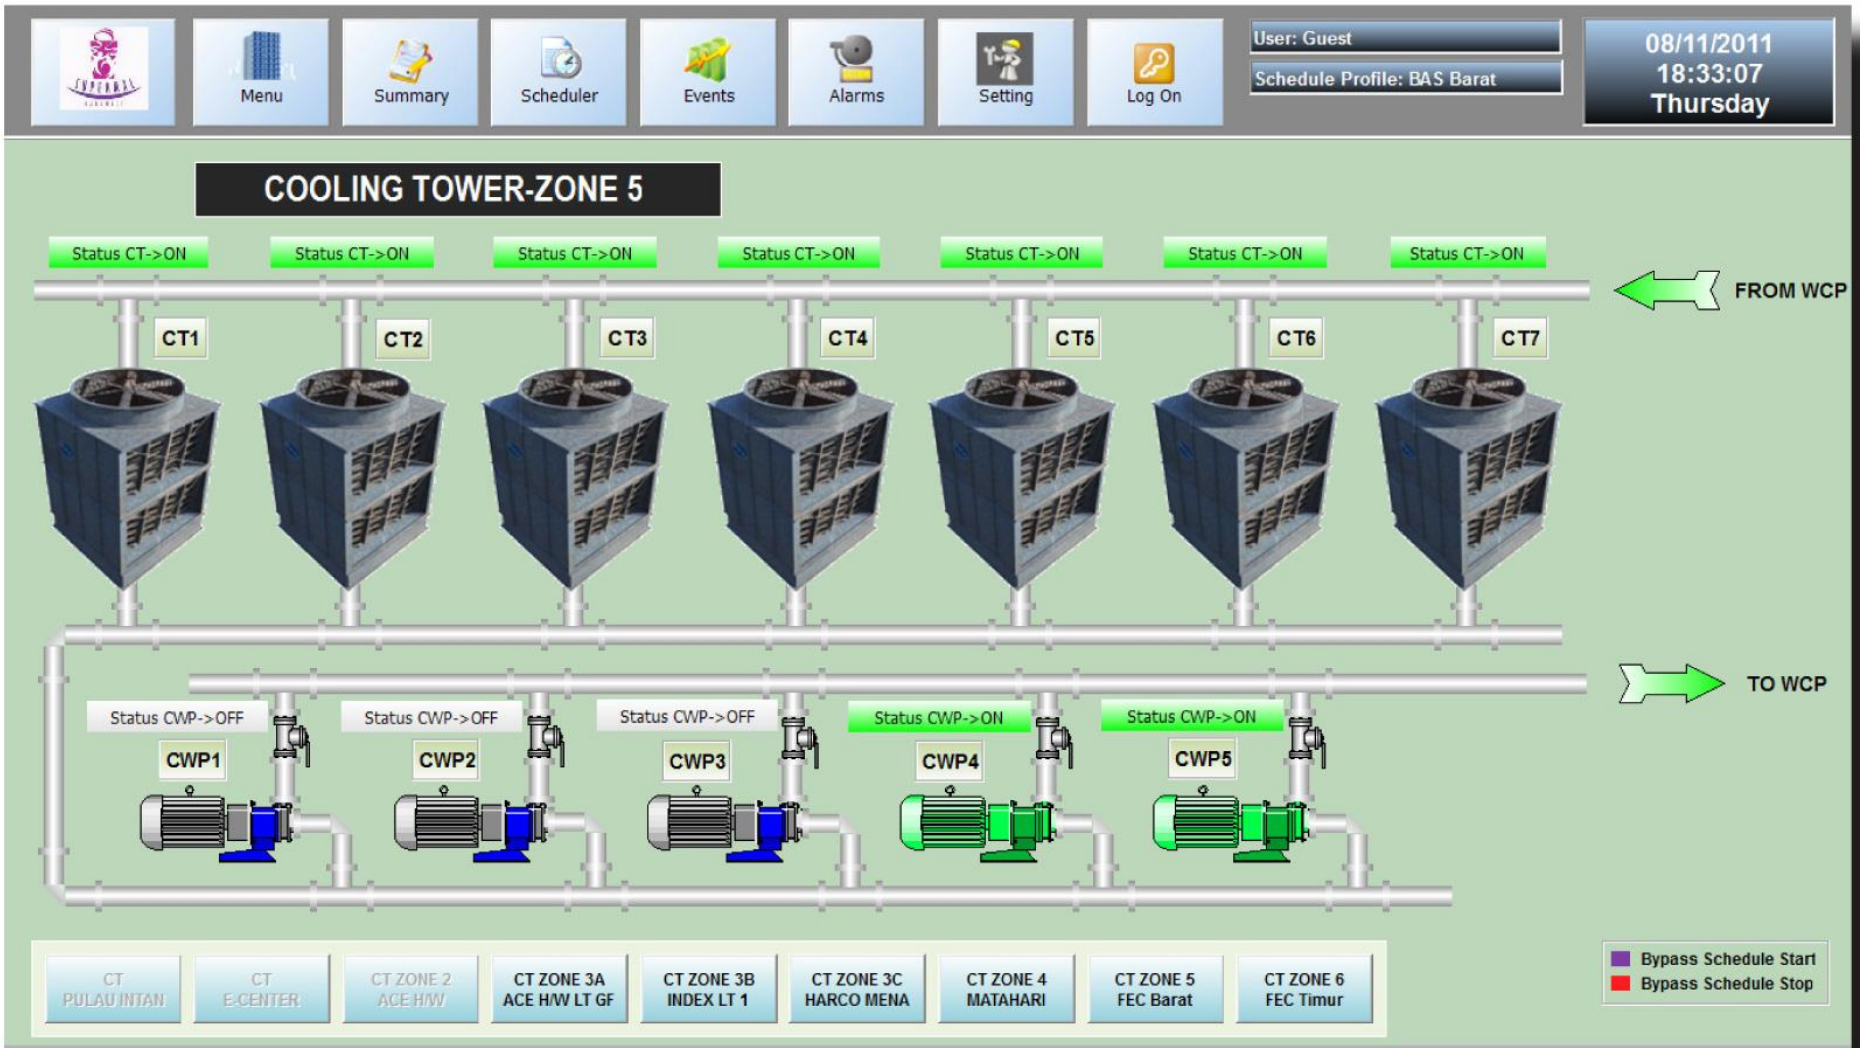 Menu
Summary
Scheduler
Events
Alarms
Setting
Log On
User: Guest
Schedule Profile: BAS Barat
08/11/2011
18:33:07
Thursday
COOLING TOWER-ZONE 5
Status CT->ON
Status CT->ON
Status CT->ON
Status CT->ON
Status CT->ON
Status CT->ON
Status CT->ON
FROM WCP
CT1
CT2
CT3
CT4
CT5
CT6
CT7
TO WCP
Status CWP->OFF
Status CWP->OFF
Status CWP->OFF
Status CWP->ON
Status CWP->ON
CWP1
CWP2
CWP3
CWP4
CWP5
CT
PULAU INTAN
CT
E-CENTER
CT ZONE 2
ACE H/W
CT ZONE 3A
ACE H/W LT GF
CT ZONE 3B
INDEX LT 1
CT ZONE 3C
HARCO MENA
CT ZONE 4
MATAHARI
CT ZONE 5
FEC Barat
CT ZONE 6
FEC Timur
Bypass Schedule Start
Bypass Schedule Stop